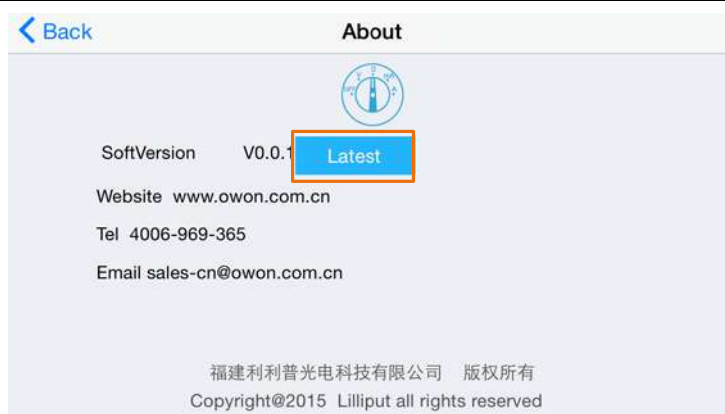 Back About
SoftVersion V0.0.1 Latest
Website www.owon.com.cn
Tel 4006-969-365
Email sales-cn@owon.com.cn
福建利利普光电科技有限公司 版权所有
Copyright@2015 Lilliput all rights reserved